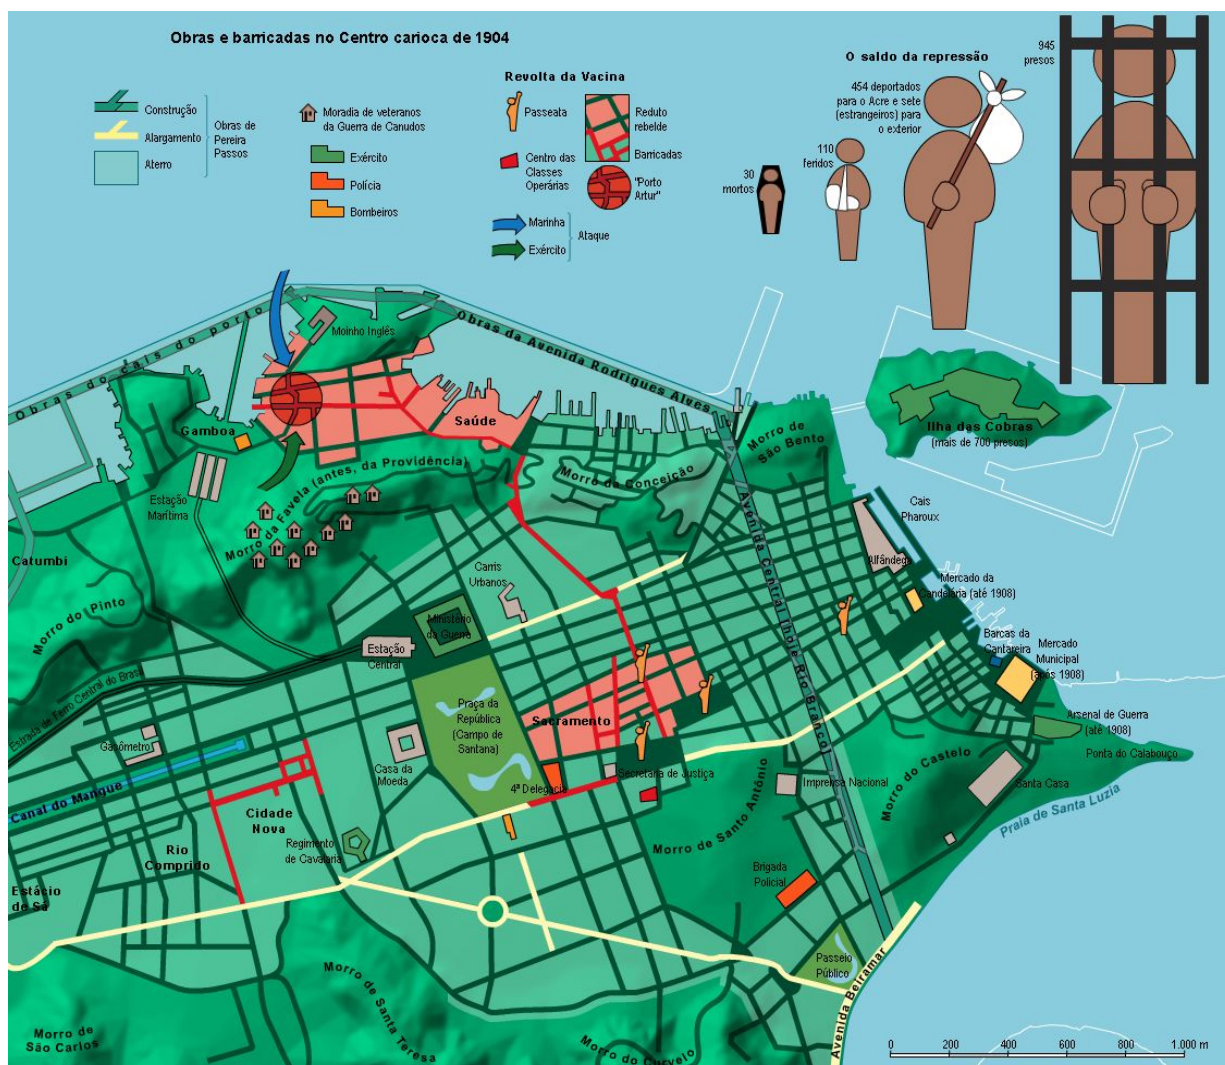 Obras e barricadas no Centro carioca de 1904
Construção
Alargamento
Aterro
Obras de
Pereira
Passos
Moradia de veteranos
da Guerra de Canudos
Exército
Polícia
Bombeiros
Revolta da Vacina
Passeata
Centro das
Classes
Operárias
Reduto
rebelde
Barricadas
"Porto
Artur"
Marinha
Exército
Ataque
O saldo da repressão
30
mortos
110
feridos
454 deportados
para o Acre e sete
(estrangeiros) para
o exterior
945
presos
Obras do cais do porto
Obras da Avenida Rodrigues Alves
Moinho Inglês
Gamboa
Saúde
Estação
Marítima
Morro da Favela (antes, da Providência)
Morro da Conceição
Morro de
São Bento
Ilha das Cobras
(mais de 700 presos)
Cais
Pharoux
Alfândega
Mercado da
Candelária (até 1908)
Barcas da
Cantareira
Mercado
Municipal
(após 1908)
Arsenal de Guerra
(até 1908)
Ponta do Calabouço
Catumbi
Morro do Pinto
Carris
Urbanos
Ministério
da Guerra
Estação
Central
Estrada de Ferro Central do Brasil
Avenida Central (hoje Rio Branco)
Praça da
República
(Campo de
Santana)
Sacramento
Gasômetro
Casa da
Moeda
4ª Delegacia
Secretaria de Justiça
Imprensa Nacional
Morro do Castelo
Santa Casa
Praia de Santa Luzia
Canal do Mangue
Cidade
Nova
Rio
Comprido
Regimento
de Cavalaria
Morro de Santo Antônio
Brigada
Policial
Estácio
de Sá
Passeio
Público
Avenida Beiramar
Morro de
São Carlos
Morro de Santa Teresa
Morro do Curvelo
0 200 400 600 800 1.000 m